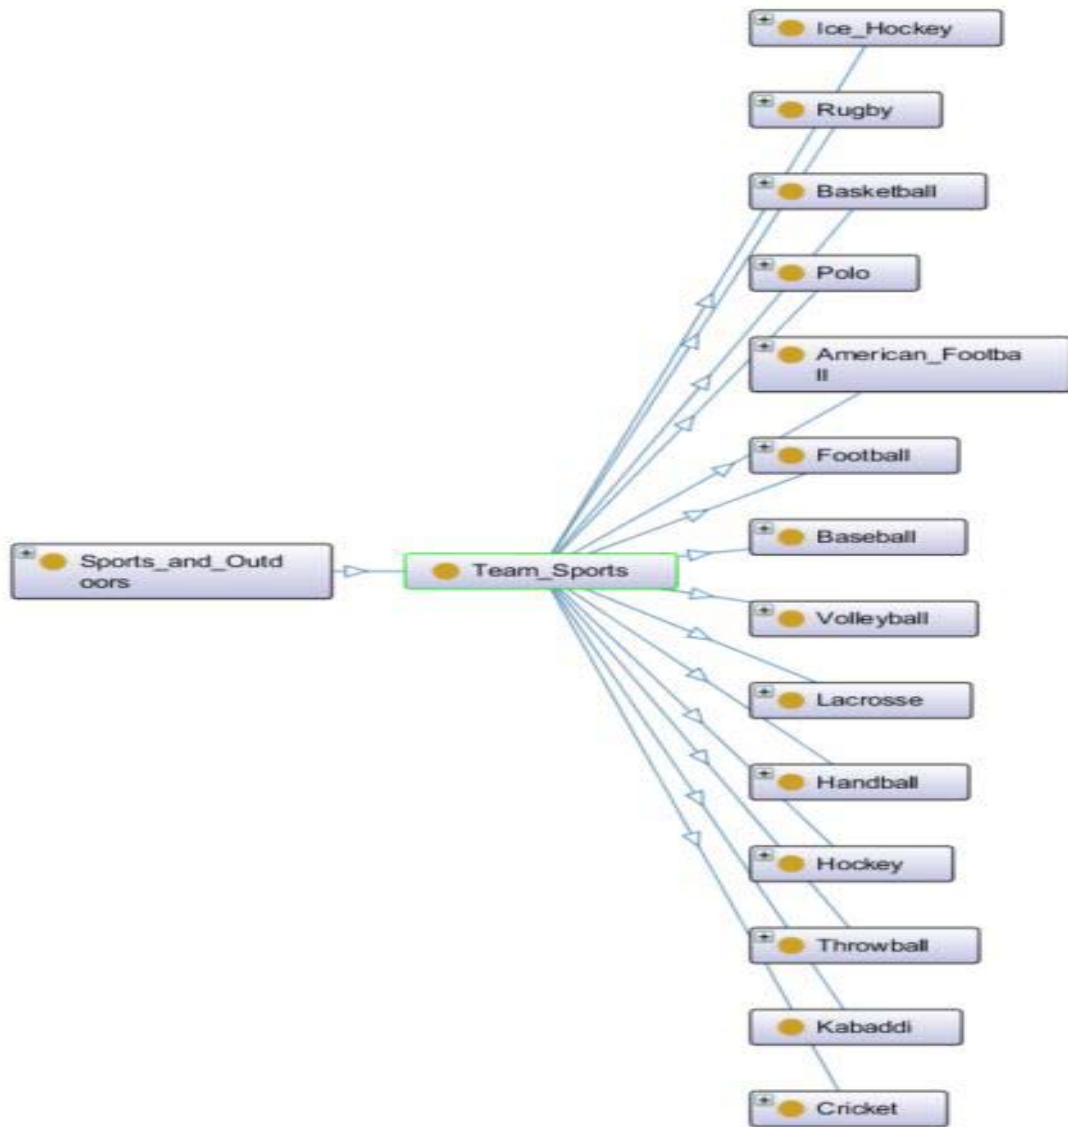 Ice_Hockey
Rugby
Basketball
Polo
American_Footba
ll
Football
Baseball
Sports_and_Outd
oors
Team_Sports
Volleyball
Lacrosse
Handball
Hockey
Throwball
Kabaddi
Cricket